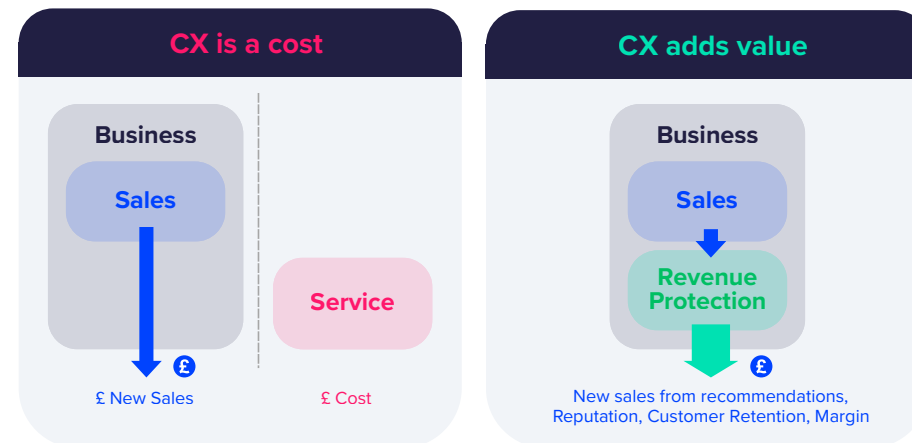 CX is a cost
Business
Sales
Service
£
£ New Sales
£ Cost
CX adds value
Business
Sales
Revenue
Protection
£
New sales from recommendations,
Reputation, Customer Retention, Margin